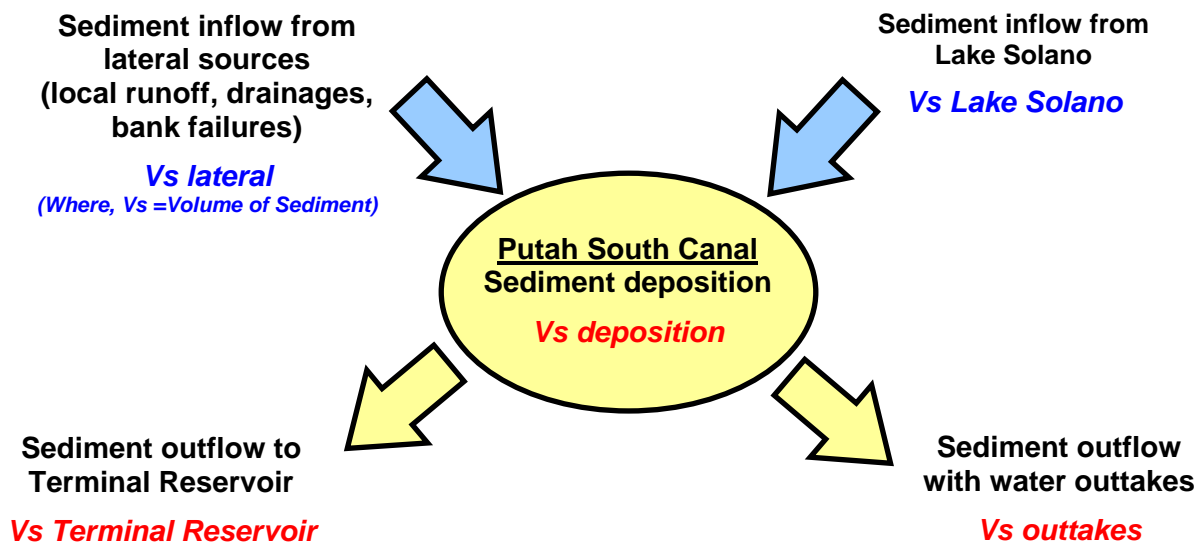 Sediment inflow from
lateral sources
(local runoff, drainages,
bank failures)
Vs lateral
(Where, Vs =Volume of Sediment)
Sediment inflow from
Lake Solano
Vs Lake Solano
Putah South Canal
Sediment deposition
Vs deposition
Sediment outflow to
Terminal Reservoir
Vs Terminal Reservoir
Sediment outflow
with water outtakes
Vs outtakes